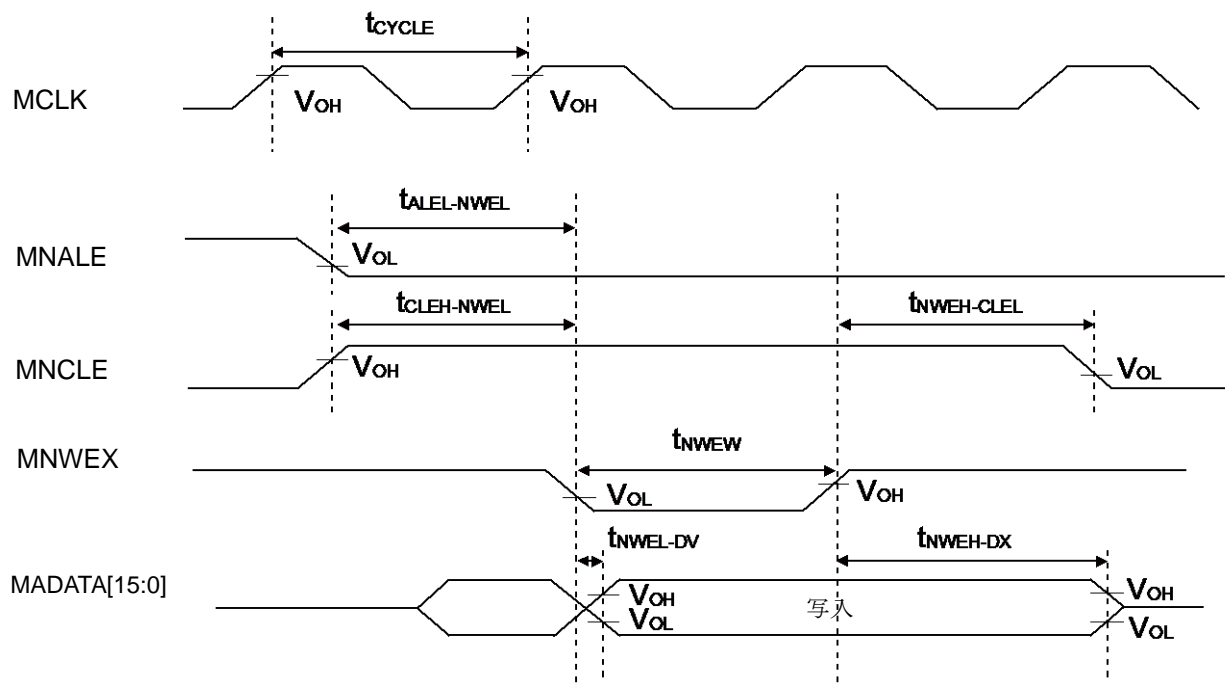 tCYCLE
MCLK
VOH
VOH
tALEL-NWEL
MNALE
VOL
tCLEH-NWEL
tNWEH-CLEL
MNCLE
VOH
VOL
tNWEW
MNWEX
VOL
VOH
tNWEL-DV
tNWEH-DX
MADATA[15:0]
VOH
写入
VOH
VOL
VOL